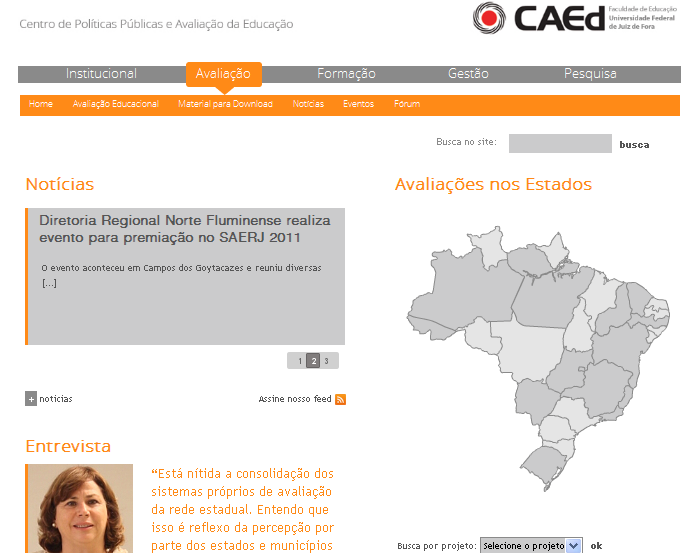 Centro de Políticas Públicas e Avaliação da Educação
CAEd
Faculdade de Educação
Universidade Federal
de Juiz de Fora
Institucional Avaliação Formação Gestão Pesquisa
Home Avaliação Educacional Material para Download Notícias Eventos Fórum
Busca no site: busca
Notícias
Diretoria Regional Norte Fluminense realiza
evento para premiação no SAERJ 2011
O evento aconteceu em Campos dos Goytacazes e reuniu diversas
[...]
1 2 3
+ notícias
Assine nosso feed
Avaliações nos Estados
Entrevista
“Está nítida a consolidação dos
sistemas próprios de avaliação
da rede estadual. Entendo que
isso é reflexo da percepção por
parte dos estados e municípios
Busca por projeto: Selecione o projeto ok